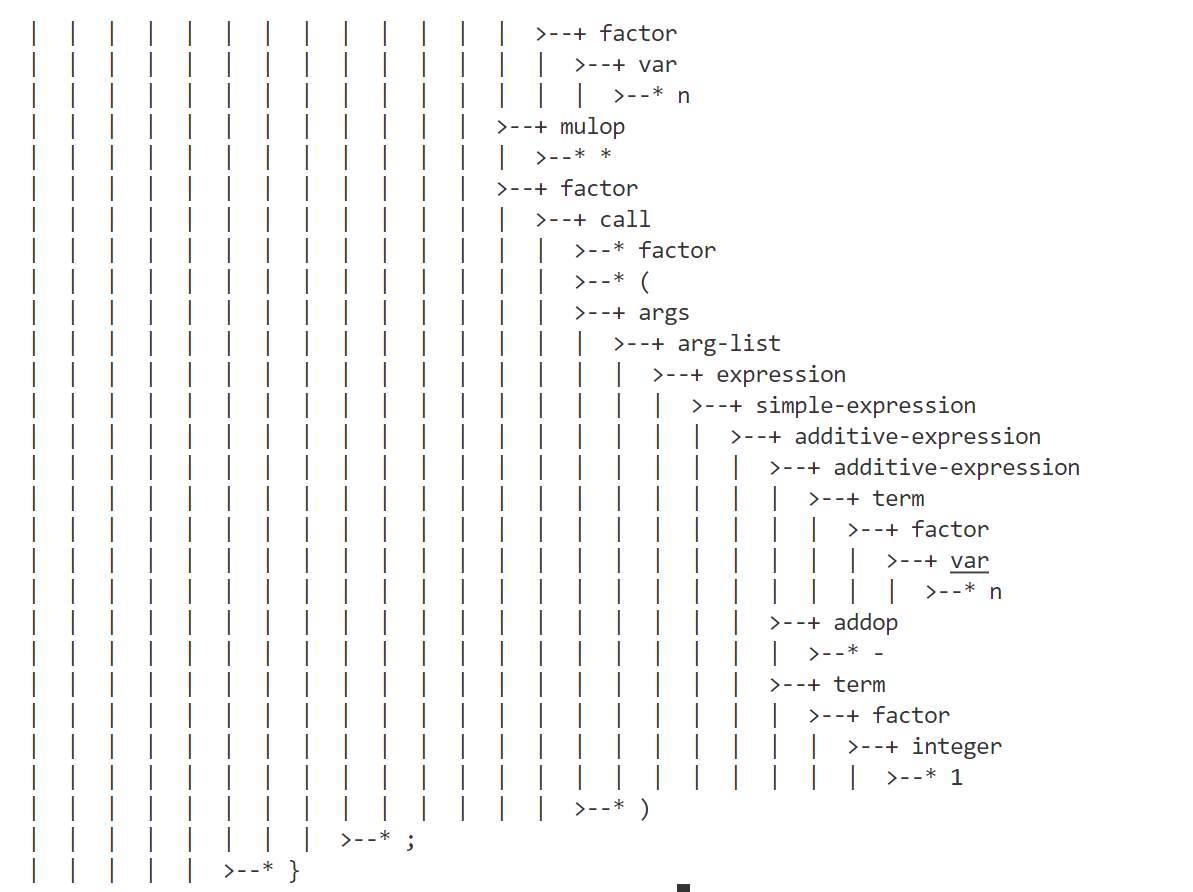 |  |  |  |  |  |  |  |  |  |  |  |  |  >--+ factor
|  |  |  |  |  |  |  |  |  |  |  |  |  |  >--+ var
|  |  |  |  |  |  |  |  |  |  |  |  |  |  |  >--* n
|  |  |  |  |  |  |  |  |  |  |  |  >--+ mulop
|  |  |  |  |  |  |  |  |  |  |  |  |  >--* *
|  |  |  |  |  |  |  |  |  |  |  |  >--+ factor
|  |  |  |  |  |  |  |  |  |  |  |  |  >--+ call
|  |  |  |  |  |  |  |  |  |  |  |  |  |  >--* factor
|  |  |  |  |  |  |  |  |  |  |  |  |  |  >--* (
|  |  |  |  |  |  |  |  |  |  |  |  |  |  >--+ args
|  |  |  |  |  |  |  |  |  |  |  |  |  |  |  >--+ arg-list
|  |  |  |  |  |  |  |  |  |  |  |  |  |  |  |  >--+ expression
|  |  |  |  |  |  |  |  |  |  |  |  |  |  |  |  |  >--+ simple-expression
|  |  |  |  |  |  |  |  |  |  |  |  |  |  |  |  |  |  >--+ additive-expression
|  |  |  |  |  |  |  |  |  |  |  |  |  |  |  |  |  |  |  >--+ additive-expression
|  |  |  |  |  |  |  |  |  |  |  |  |  |  |  |  |  |  |  |  >--+ term
|  |  |  |  |  |  |  |  |  |  |  |  |  |  |  |  |  |  |  |  |  >--+ factor
|  |  |  |  |  |  |  |  |  |  |  |  |  |  |  |  |  |  |  |  |  |  >--+ var
|  |  |  |  |  |  |  |  |  |  |  |  |  |  |  |  |  |  |  |  |  |  |  >--* n
|  |  |  |  |  |  |  |  |  |  |  |  |  |  |  |  |  |  |  >--+ addop
|  |  |  |  |  |  |  |  |  |  |  |  |  |  |  |  |  |  |  |  >--* -
|  |  |  |  |  |  |  |  |  |  |  |  |  |  |  |  |  |  |  >--+ term
|  |  |  |  |  |  |  |  |  |  |  |  |  |  |  |  |  |  |  |  >--+ factor
|  |  |  |  |  |  |  |  |  |  |  |  |  |  |  |  |  |  |  |  |  >--+ integer
|  |  |  |  |  |  |  |  |  |  |  |  |  |  |  |  |  |  |  |  |  |  >--* 1
|  |  |  |  |  |  |  |  |  |  |  |  |  |  >--* )
|  |  |  |  |  |  |  |  >--* ;
|  |  |  |  |  >--* }